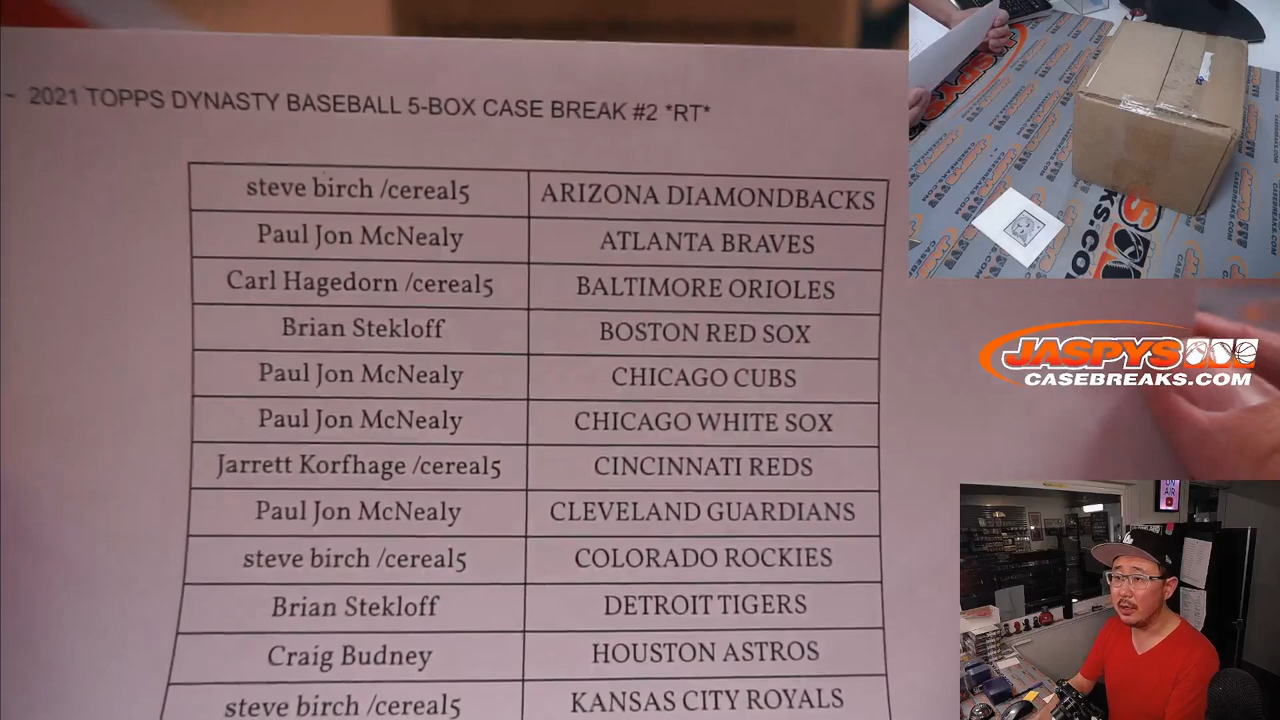 - 2021 TOPPS DYNASTY BASEBALL 5-BOX CASE BREAK #2 *RT*
steve birch /cereal5 ARIZONA DIAMONDBACKS
Paul Jon McNealy ATLANTA BRAVES
Carl Hagedorn /cereal5 BALTIMORE ORIOLES
Brian Stekloff BOSTON RED SOX
Paul Jon McNealy CHICAGO CUBS
Paul Jon McNealy CHICAGO WHITE SOX
Jarrett Korfhage /cereal5 CINCINNATI REDS
Paul Jon McNealy CLEVELAND GUARDIANS
steve birch /cereal5 COLORADO ROCKIES
Brian Stekloff DETROIT TIGERS
Craig Budney HOUSTON ASTROS
steve birch /cereal5 KANSAS CITY ROYALS
JASPYS
CASEBREAKS.COM
ON
AIR